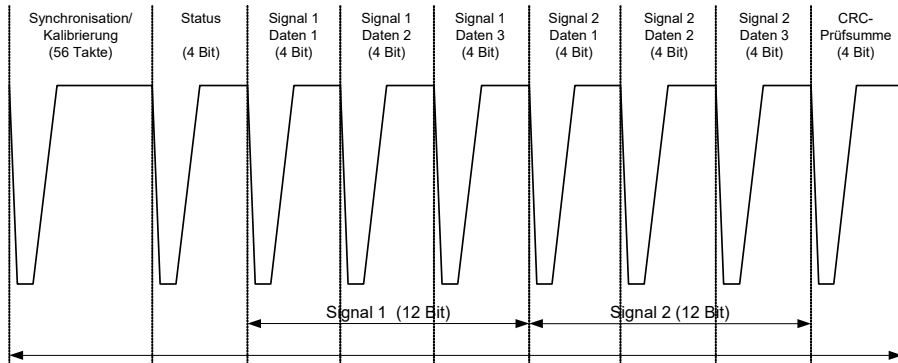 Synchronisation/
Kalibrierung
(56 Takte)
Status
(4 Bit)
Signal 1
Daten 1
(4 Bit)
Signal 1
Daten 2
(4 Bit)
Signal 1
Daten 3
(4 Bit)
Signal 2
Daten 1
(4 Bit)
Signal 2
Daten 2
(4 Bit)
Signal 2
Daten 3
(4 Bit)
CRC-
Prüfsumme
(4 Bit)
Signal 1 (12 Bit)
Signal 2 (12 Bit)